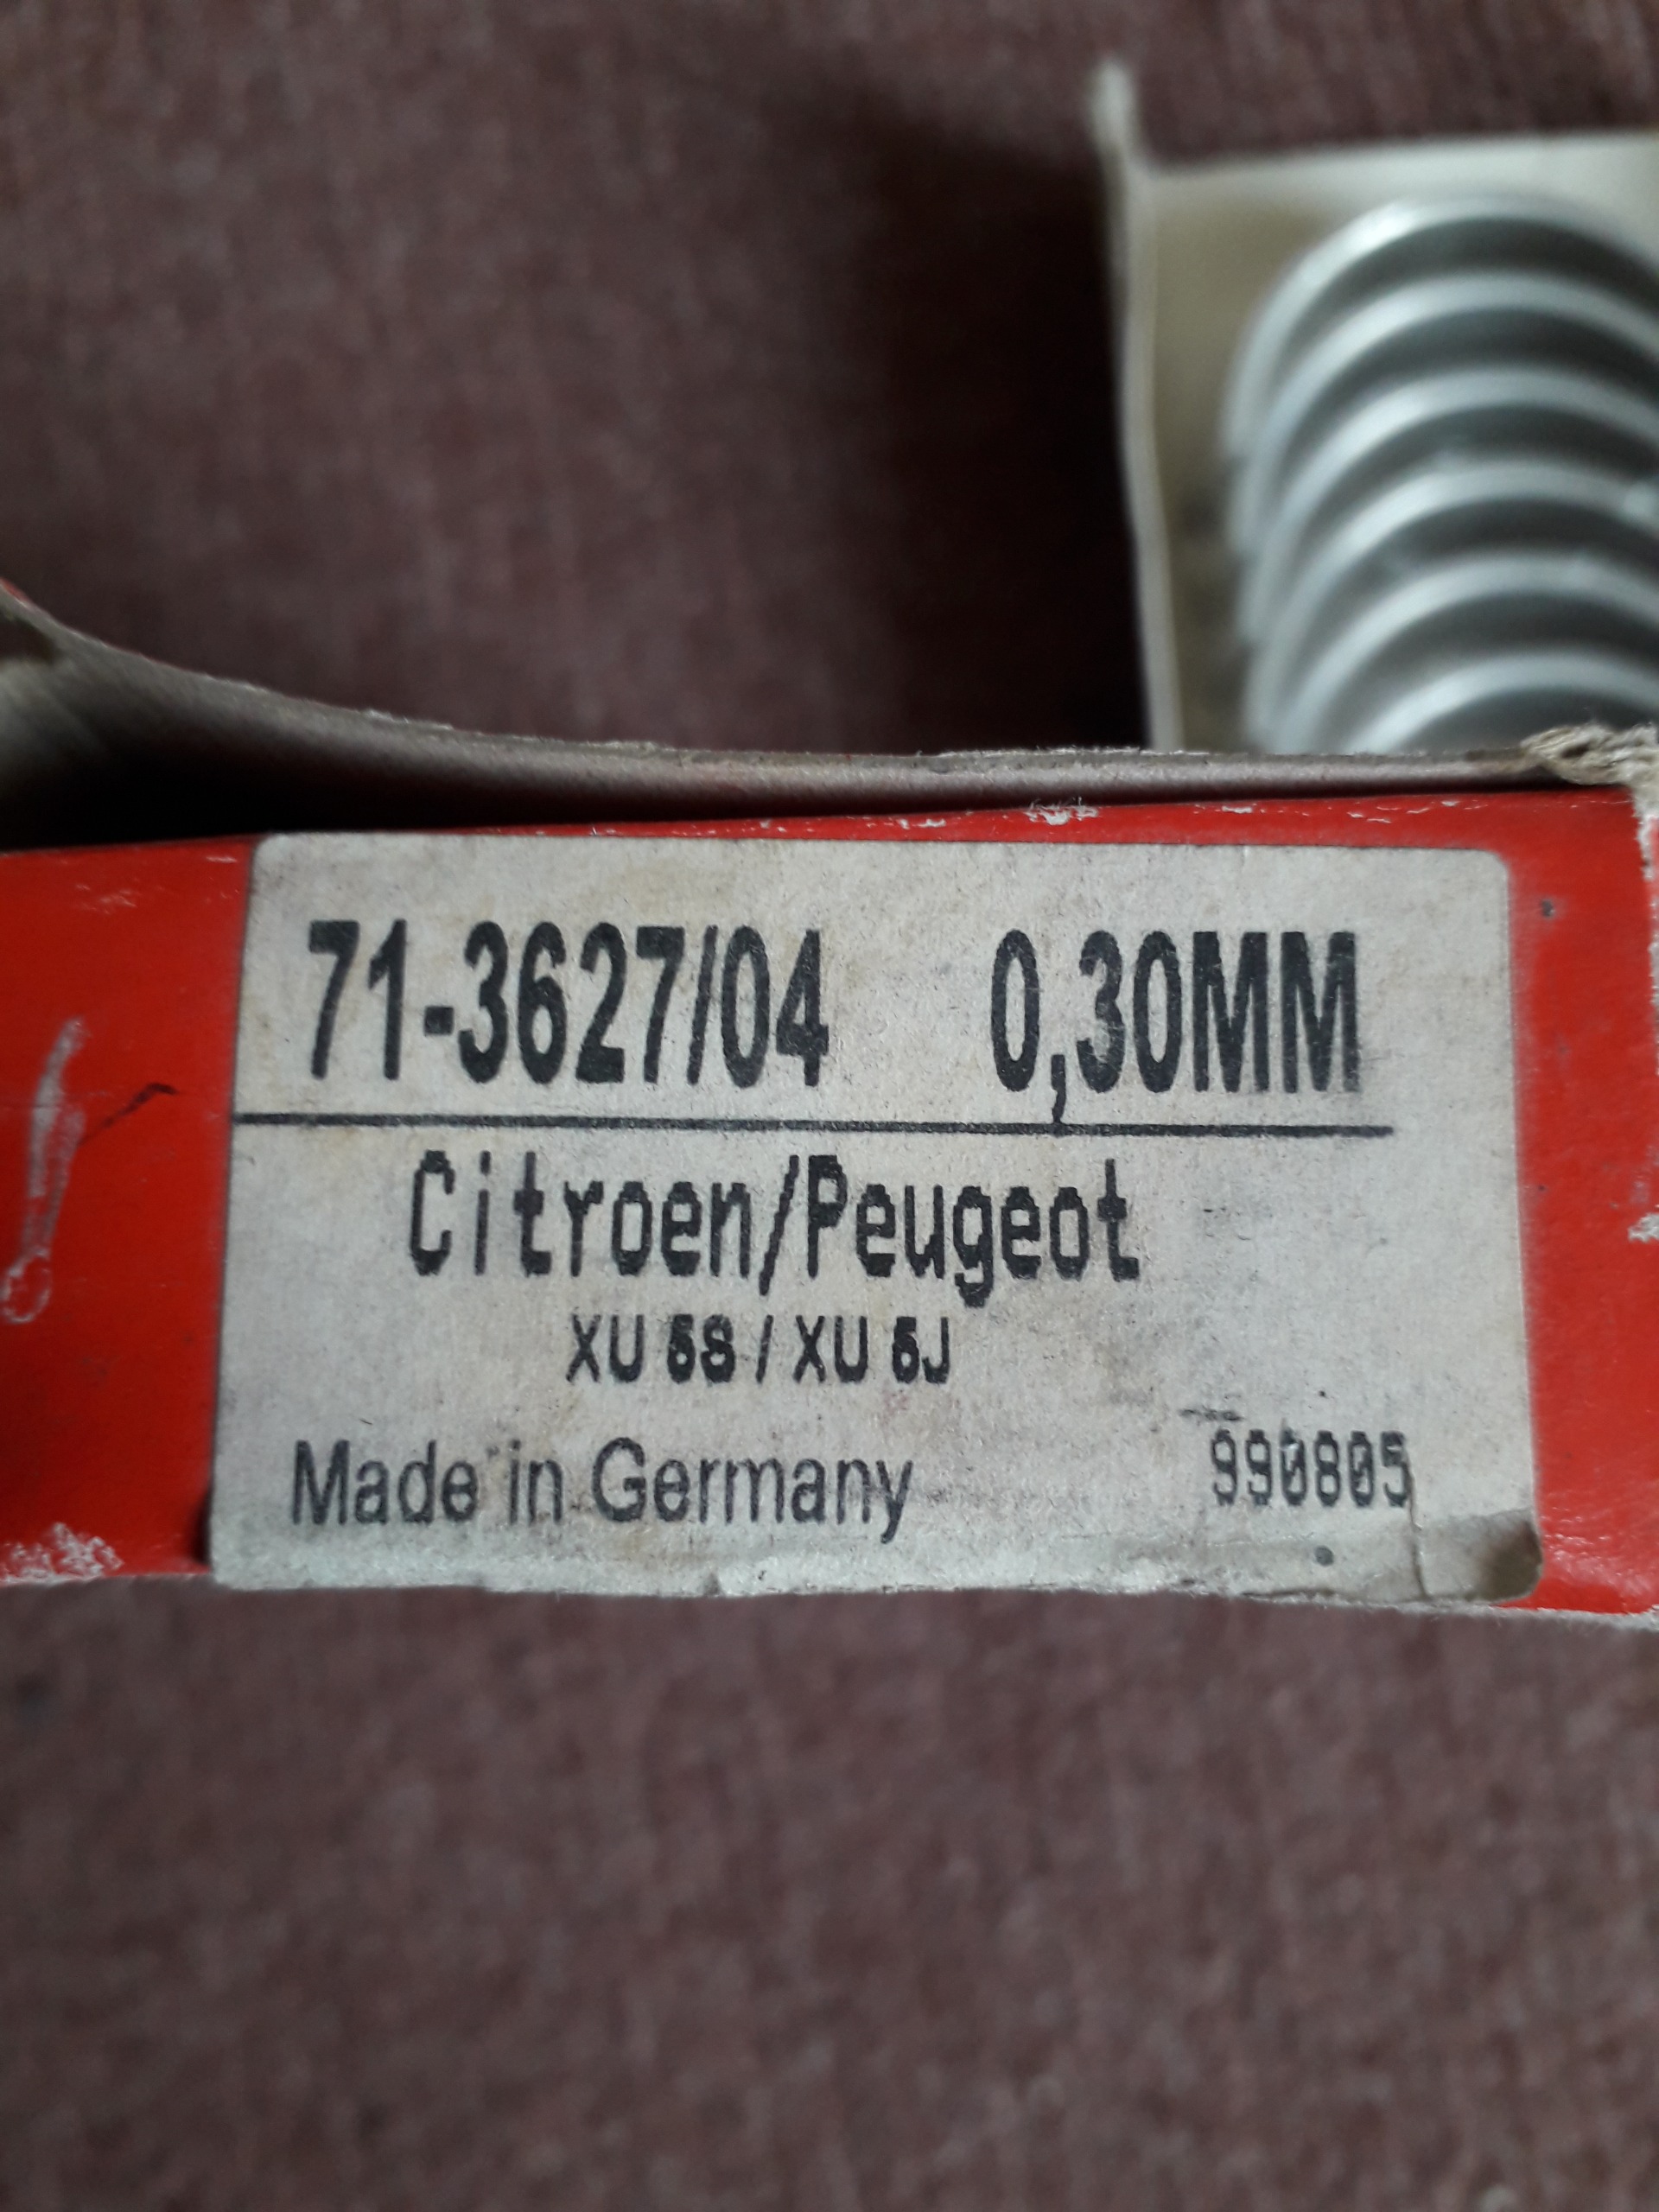 71-3627/04 0,30MM
Citroen/Peugeot
XU 5S / XU 5J
Made in Germany 990805